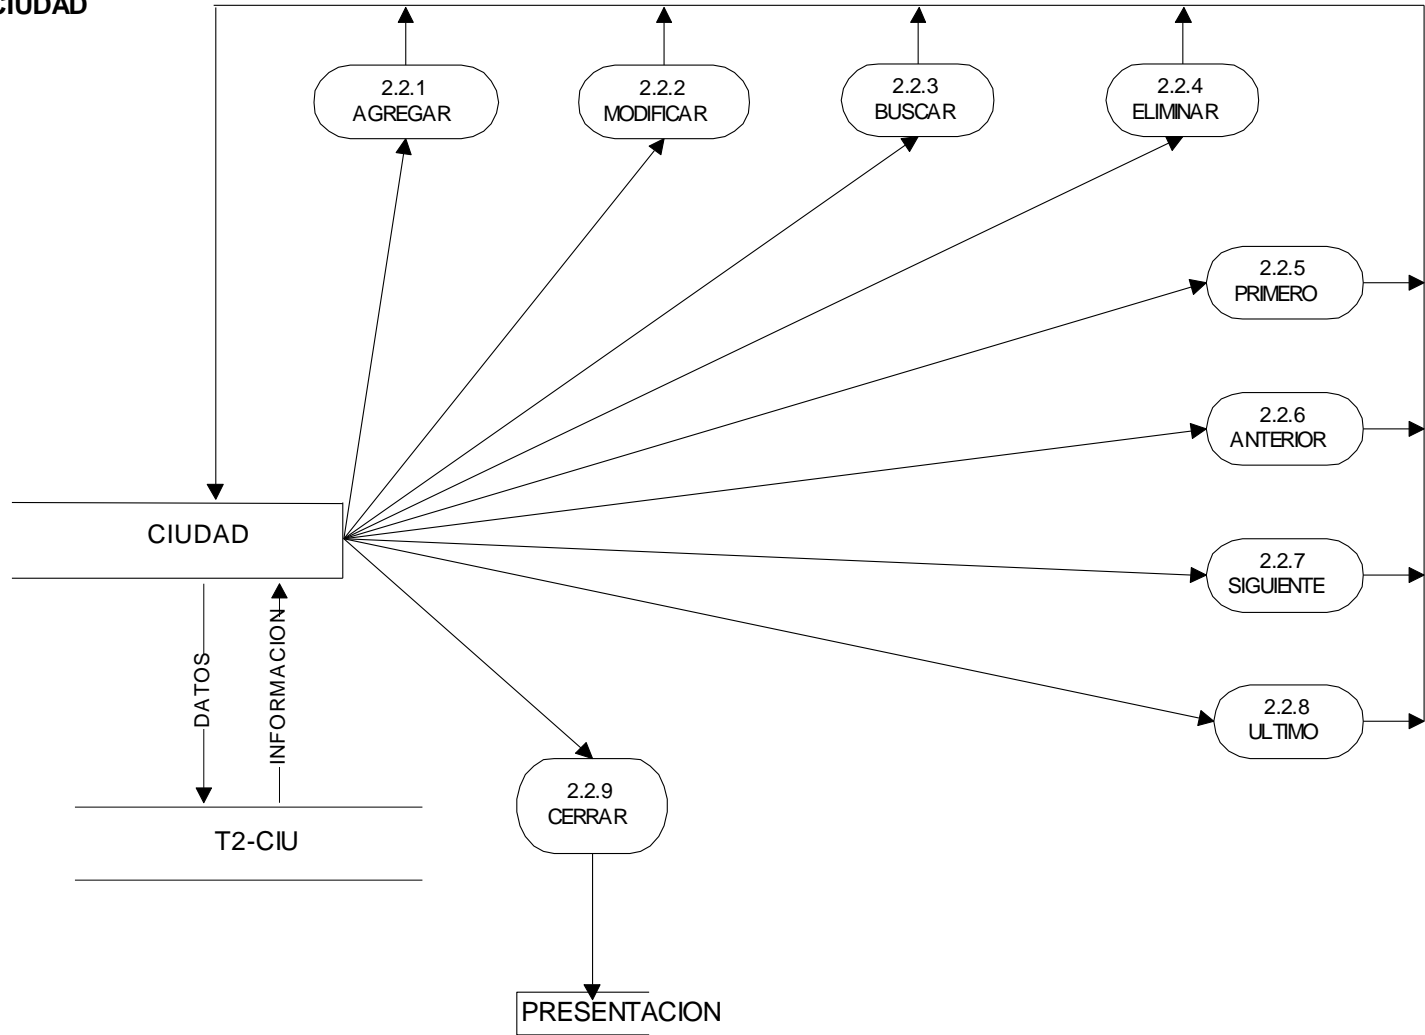 CIUDAD
2.2.1
AGREGAR
2.2.2
MODIFICAR
2.2.3
BUSCAR
2.2.4
ELIMINAR
2.2.5
PRIMERO
2.2.6
ANTERIOR
CIUDAD
2.2.7
SIGUIENTE
DATOS
INFORMACION
2.2.8
ULTIMO
2.2.9
CERRAR
T2-CIU
PRESENTACION